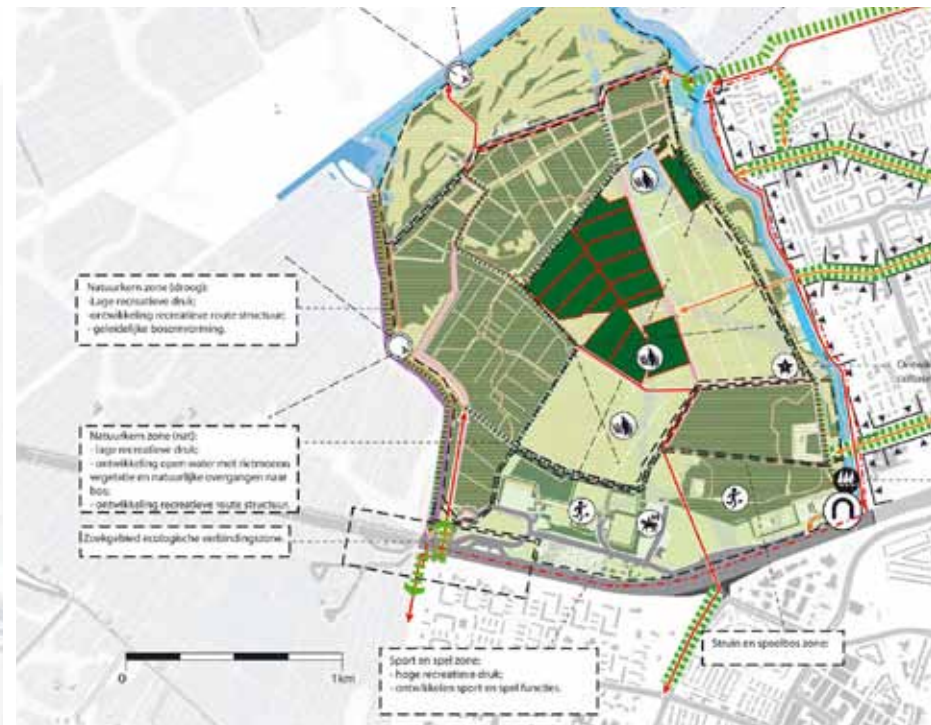 Natuurkern zone (droog):
-Lage recreatieve druk;
-ontwikkeling recreatieve route structuur;
- geleidelijke bosomvorming.
Natuurkern zone (nat):
- lage recreatieve druk;
- ontwikkeling open water met rietmoeras
vegetatie en natuurlijke overgangen naar
bos;
- ontwikkeling recreatieve route structuur.
Zoekgebied ecologische verbindingszone.
0 1km
Sport en spel zone:
- hoge recreatieve druk;
- ontwikkelen sport en spel functies.
Struin en speelbos zone: